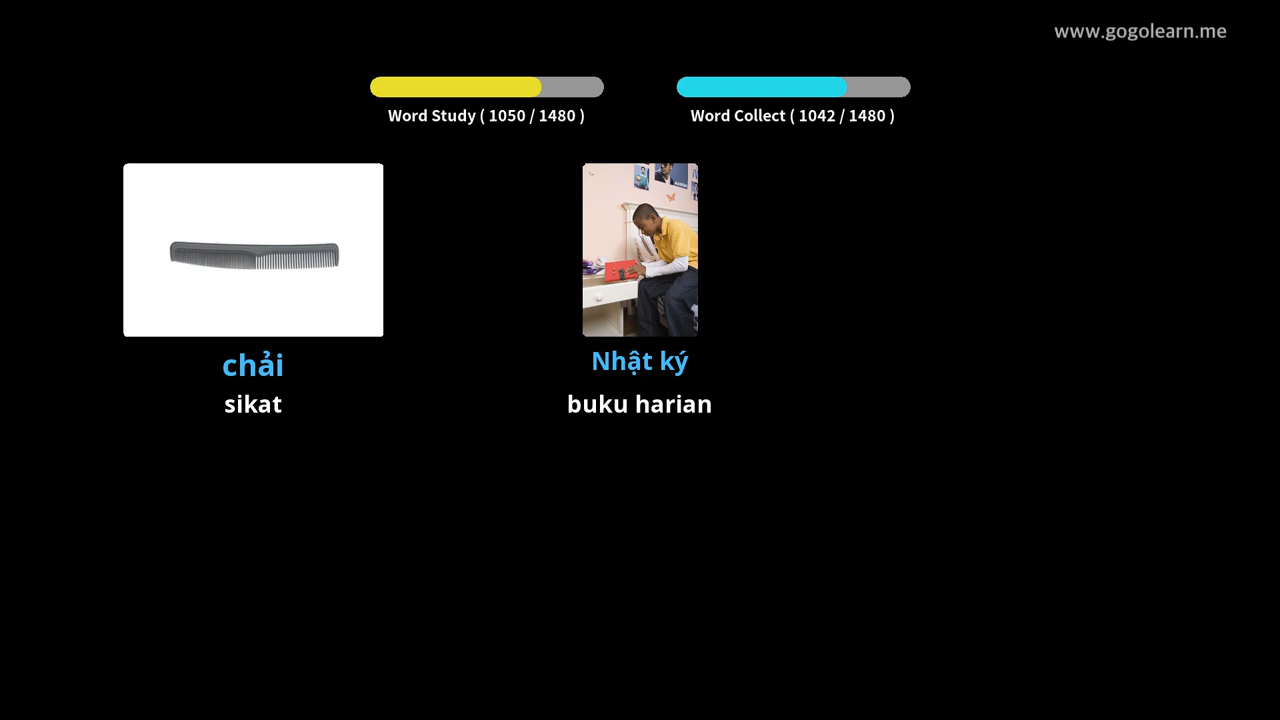 www.gogolearn.me
Word Study ( 1050 / 1480 )
Word Collect ( 1042 / 1480 )
chải
Nhật ký
sikat
buku harian